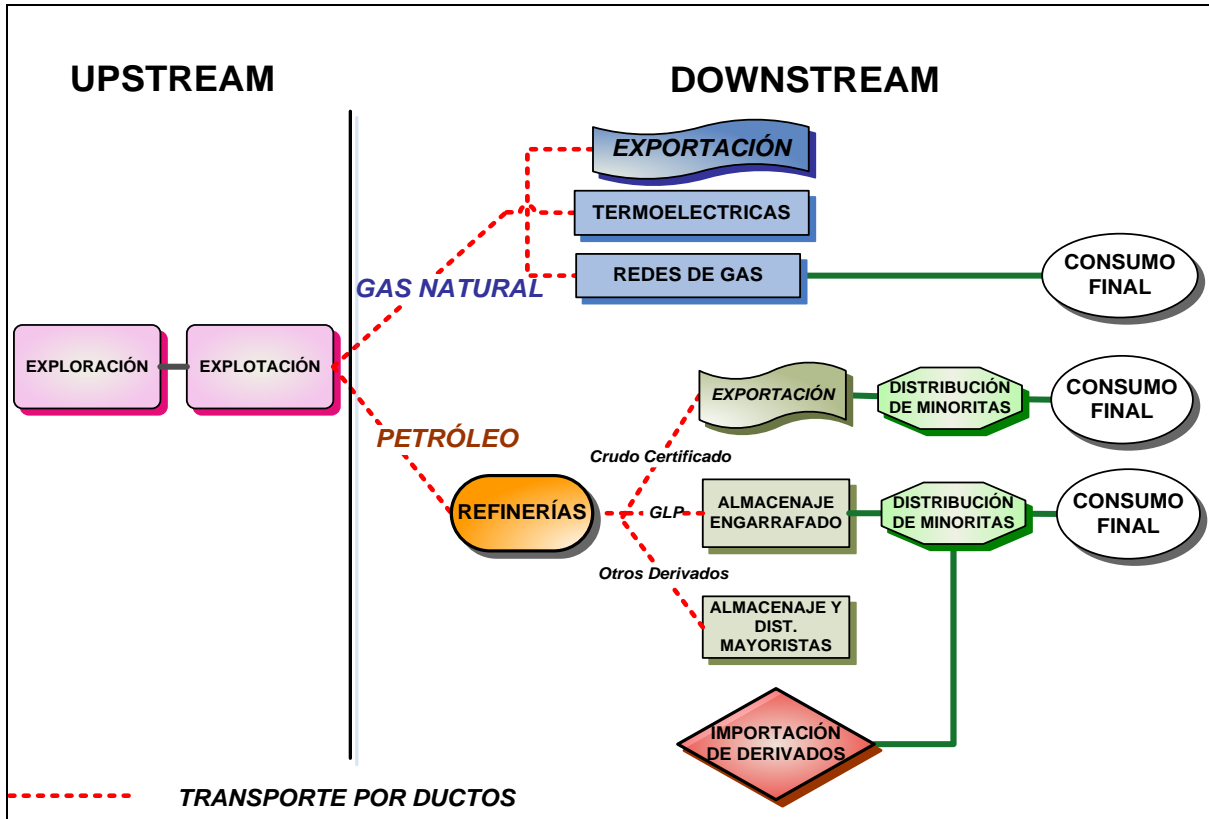 UPSTREAM
DOWNSTREAM
EXPORTACIÓN
TERMOELECTRICAS
REDES DE GAS
CONSUMO
FINAL
GAS NATURAL
EXPLORACIÓN
EXPLOTACIÓN
PETRÓLEO
EXPORTACIÓN
DISTRIBUCIÓN
DE MINORITAS
CONSUMO
FINAL
Crudo Certificado
REFINERÍAS
GLP
ALMACENAJE
ENGARRAFADO
DISTRIBUCIÓN
DE MINORITAS
CONSUMO
FINAL
Otros Derivados
ALMACENAJE Y
DIST.
MAYORISTAS
IMPORTACIÓN
DE DERIVADOS
TRANSPORTE POR DUCTOS